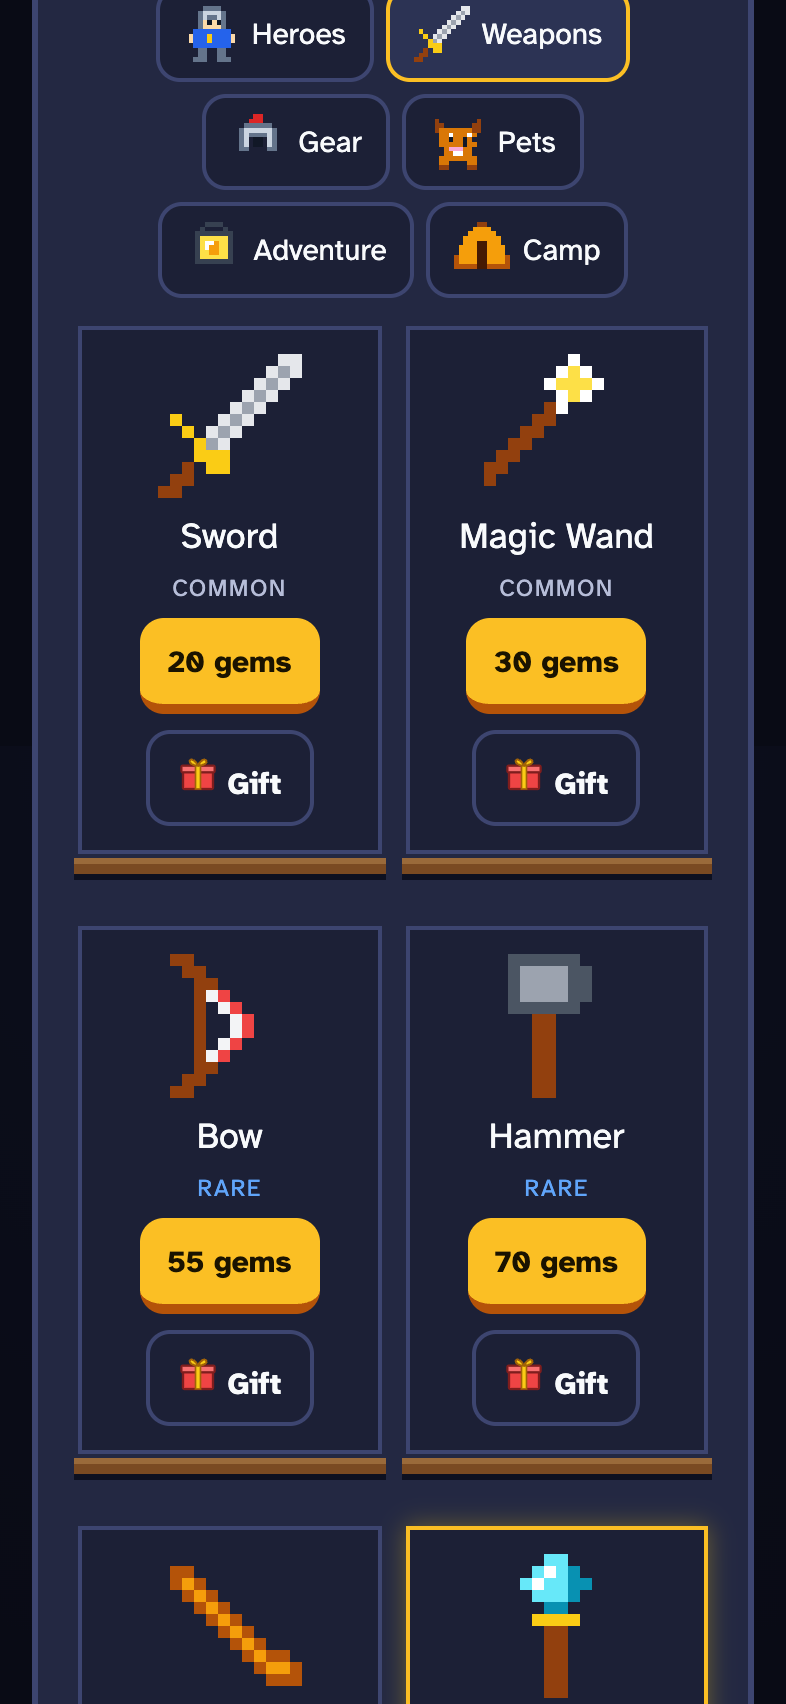 Heroes Weapons
Gear Pets
Adventure Camp
Sword Magic Wand
COMMON COMMON
20 gems 30 gems
Gift Gift
Bow Hammer
RARE RARE
55 gems 70 gems
Gift Gift